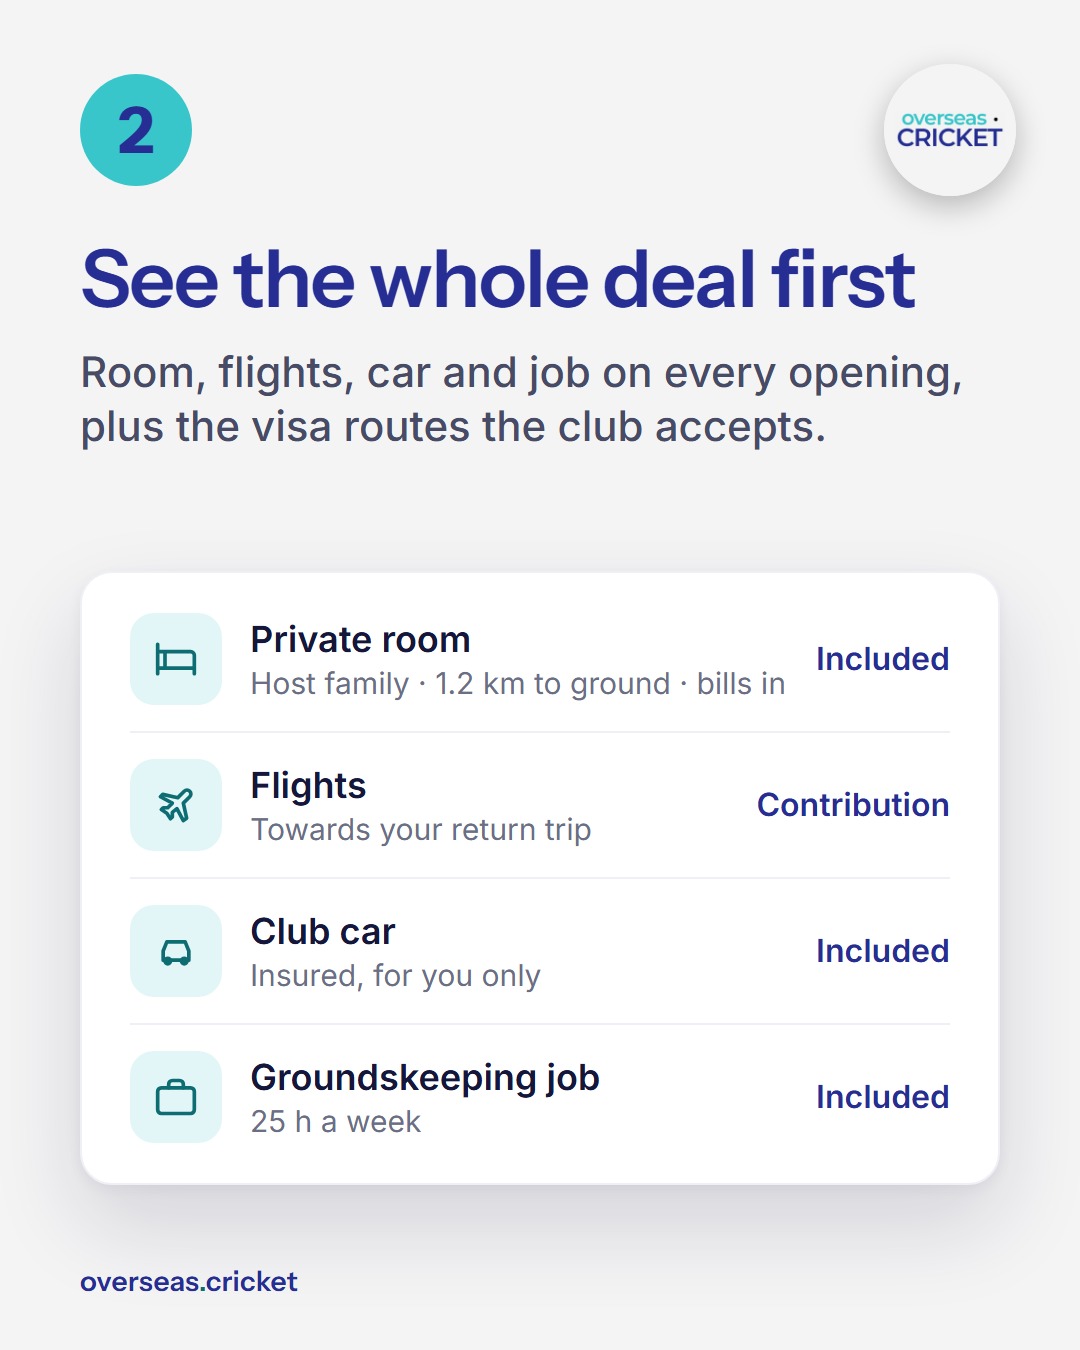 2
overseas ·
CRICKET
See the whole deal first
Room, flights, car and job on every opening,
plus the visa routes the club accepts.
Private room
Host family · 1.2 km to ground · bills in
Included
Flights
Towards your return trip
Contribution
Club car
Insured, for you only
Included
Groundskeeping job
25 h a week
Included
overseas.cricket